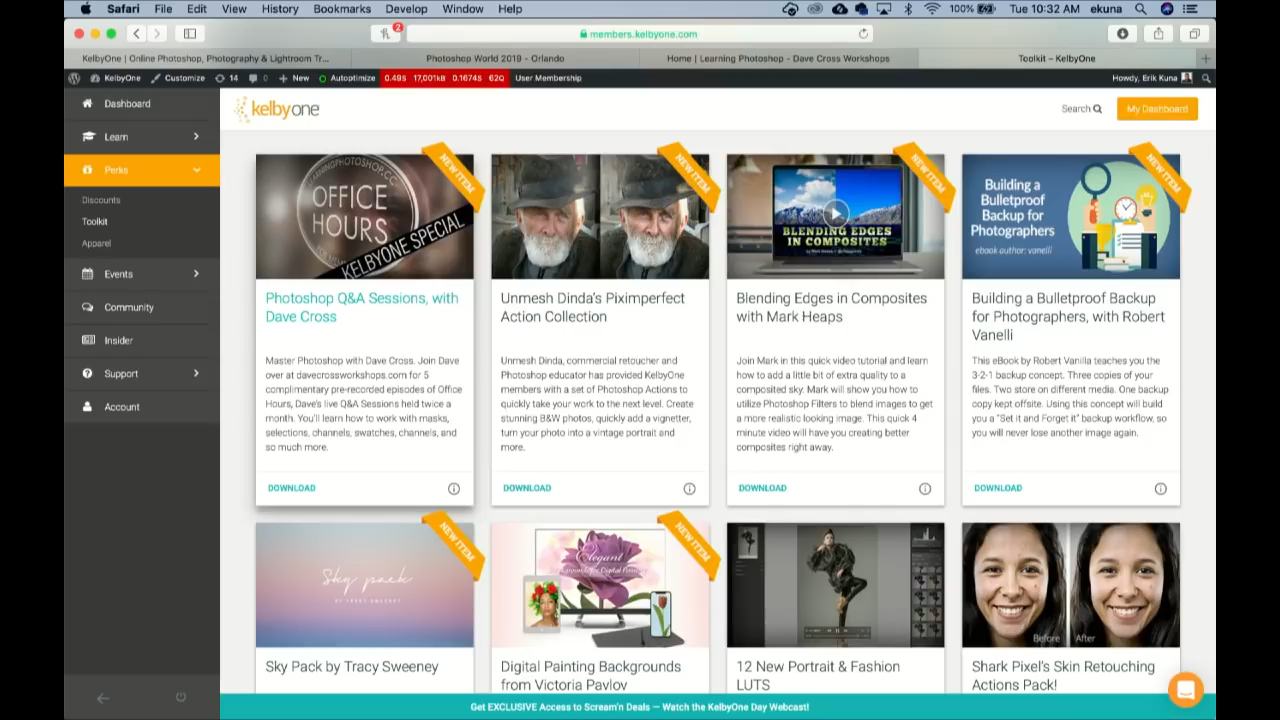 Safari File Edit View History Bookmarks Develop Window Help
100% Tue 10:32 AM ekuna
2
members.kelbyone.com
KelbyOne | Online Photoshop, Photography & Lightroom Tr...
Photoshop World 2019 - Orlando
Home | Learning Photoshop - Dave Cross Workshops
Toolkit – KelbyOne
KelbyOne Customize 14 0 New Autoptimize 0.49S 17,001kB 0.1674S 62Q User Membership
Howdy, Erik Kuna
Dashboard
Learn
Perks
Discounts
Toolkit
Apparel
Events
Community
Insider
Support
Account
kelbyone
Search
My Dashboard
LEARNINGPHOTOSHOP.CC
OFFICE
HOURS
KELBYONE SPECIAL
NEW ITEM
Photoshop Q&A Sessions, with
Dave Cross
Master Photoshop with Dave Cross. Join Dave
over at davecrossworkshops.com for 5
complimentary pre-recorded episodes of Office
Hours, Dave's live Q&A Sessions held twice a
month. You'll learn how to work with masks,
selections, channels, swatches, channels, and
so much more.
DOWNLOAD
NEW ITEM
Unmesh Dinda's Piximperfect
Action Collection
Unmesh Dinda, commercial retoucher and
Photoshop educator has provided KelbyOne
members with a set of Photoshop Actions to
quickly take your work to the next level. Create
stunning B&W photos, quickly add a vignetter,
turn your photo into a vintage portrait and
more.
DOWNLOAD
NEW ITEM
BLENDING EDGES
IN COMPOSITES
Blending Edges in Composites
with Mark Heaps
Join Mark in this quick video tutorial and learn
how to add a little bit of extra quality to a
composited sky. Mark will show you how to
utilize Photoshop Filters to blend images to get
a more realistic looking image. This quick 4
minute video will have you creating better
composites right away.
DOWNLOAD
NEW ITEM
Building a
Bulletproof
Backup for
Photographers
ebook author: vanelli
Building a Bulletproof Backup
for Photographers, with Robert
Vanelli
This eBook by Robert Vanilla teaches you the
3-2-1 backup concept. Three copies of your
files. Two store on different media. One backup
copy kept offsite. Using this concept will build
you a "Set it and Forget it" backup workflow, so
you will never lose another image again.
DOWNLOAD
NEW ITEM
Sky pack
BY TRACY SWEENEY
Sky Pack by Tracy Sweeney
NEW ITEM
Elegant
Digital Painting Backgrounds
from Victoria Pavlov
12 New Portrait & Fashion
LUTS
Before After
Shark Pixel's Skin Retouching
Actions Pack!
Get EXCLUSIVE Access to Scream'n Deals — Watch the KelbyOne Day Webcast!